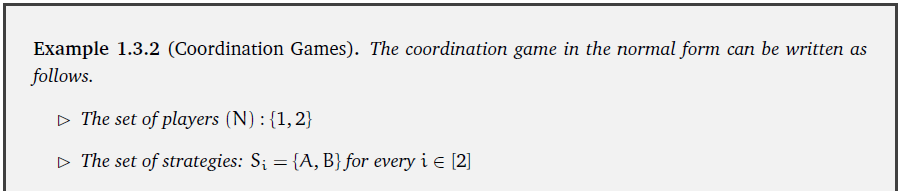 Example 1.3.2 (Coordination Games). The coordination game in the normal form can be written as
follows.
▷ The set of players (N) : {1, 2}
▷ The set of strategies: Sᵢ = {A, B} for every i ∈ [2]